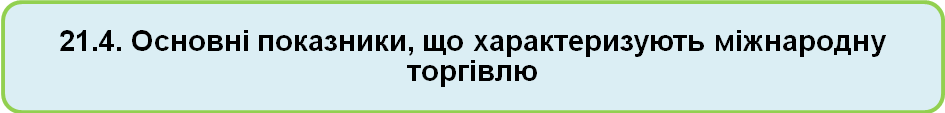 21.4. Основні показники, що характеризують міжнародну
торгівлю